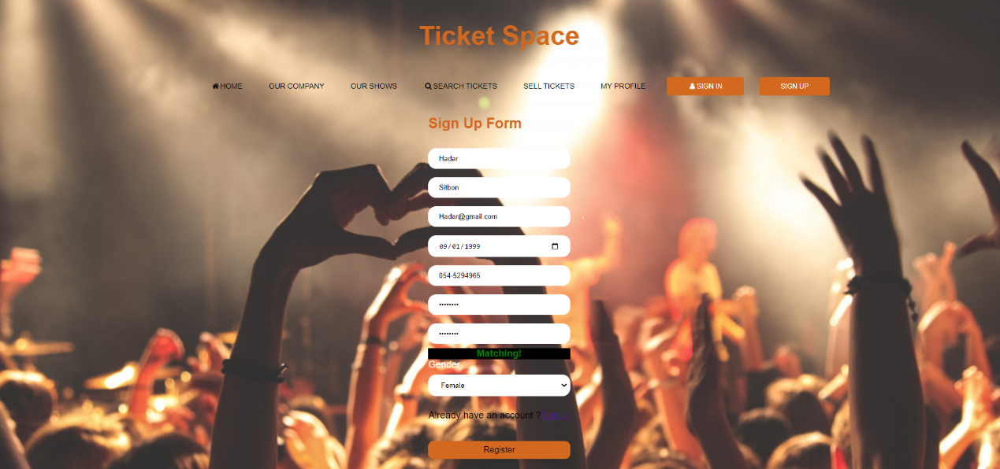 Ticket Space
HOME OUR COMPANY OUR SHOWS SEARCH TICKETS SELL TICKETS MY PROFILE SIGN IN SIGN UP
Sign Up Form
Hadar
Sitbon
Hadar@gmail.com
09/01/1999
054-5294965
••••••••
••••••••
Matching!
Gender
Female
Already have an account ?
Register